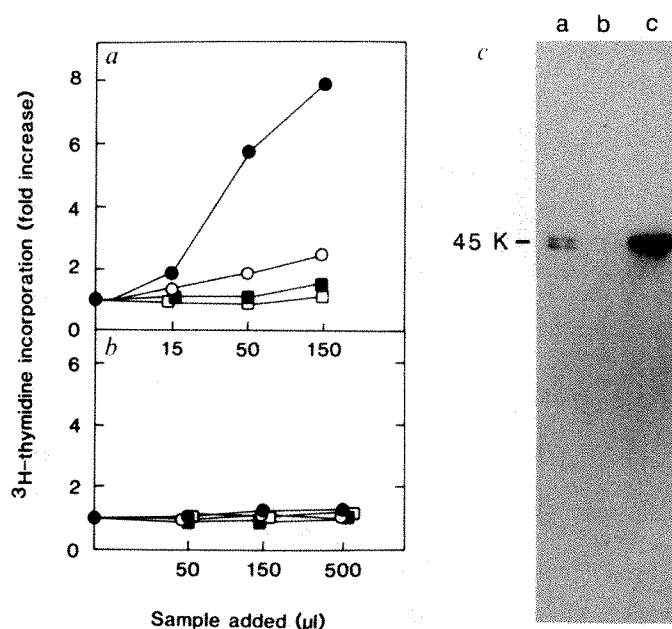 a
³H-thymidine incorporation (fold increase)
8
6
4
2
0
15 50 150
b
6
4
2
0
50 150 500
Sample added (μl)
c
a b c
45 K